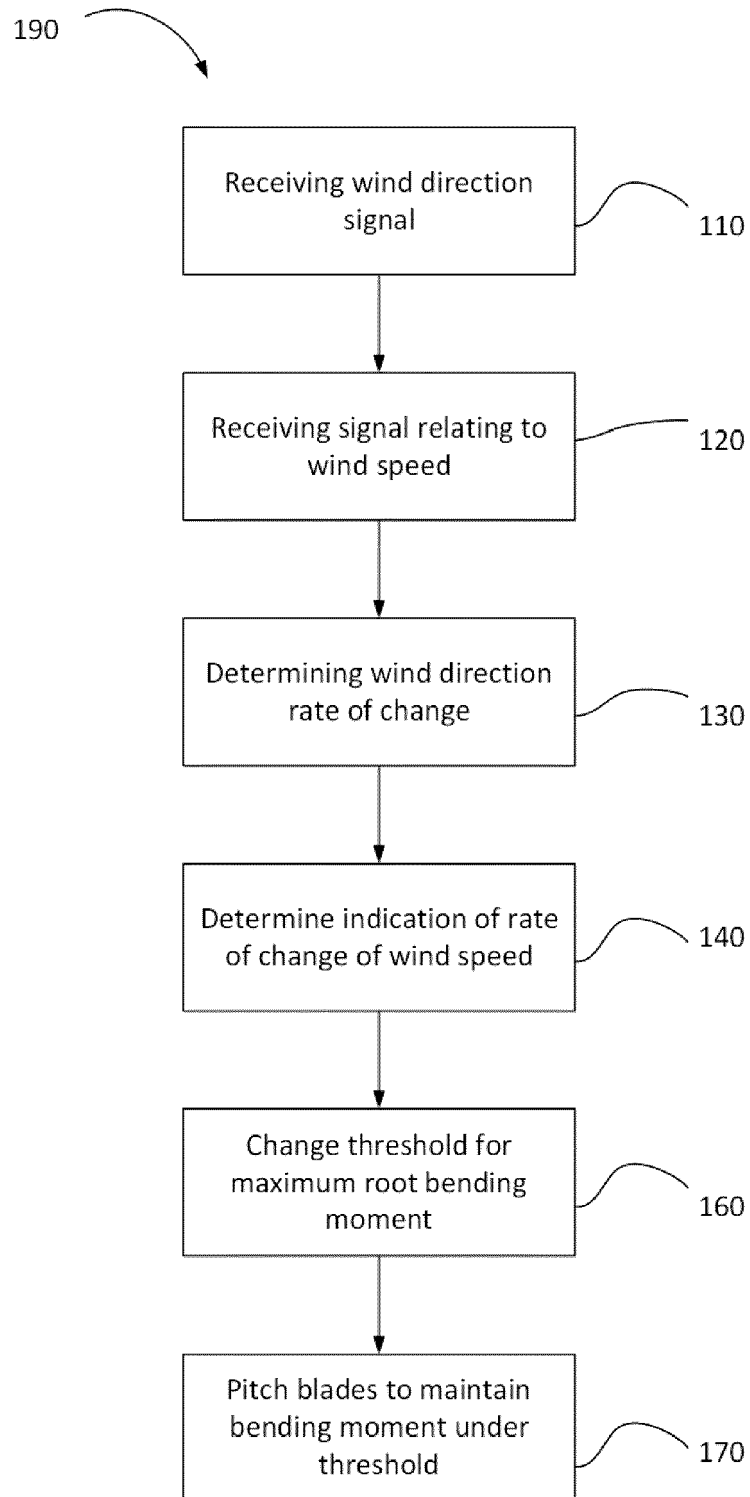 190
Receiving wind direction
signal
110
Receiving signal relating to
wind speed
120
Determining wind direction
rate of change
130
Determine indication of rate
of change of wind speed
140
Change threshold for
maximum root bending
moment
160
Pitch blades to maintain
bending moment under
threshold
170